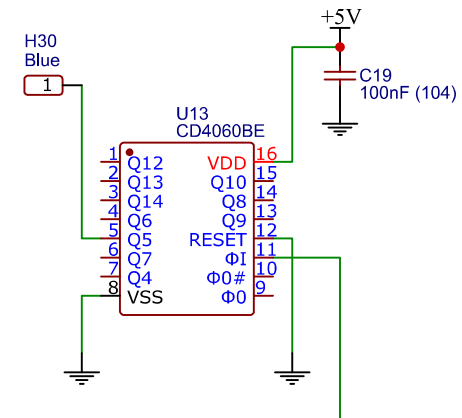 +5V
H30
Blue
1
C19
100nF (104)
U13
CD4060BE
1 Q12 VDD 16
2 Q13 Q10 15
3 Q14 Q8 14
4 Q6 Q9 13
5 Q5 RESET 12
6 Q7 ΦI 11
7 Q4 Φ0# 10
8 VSS Φ0 9